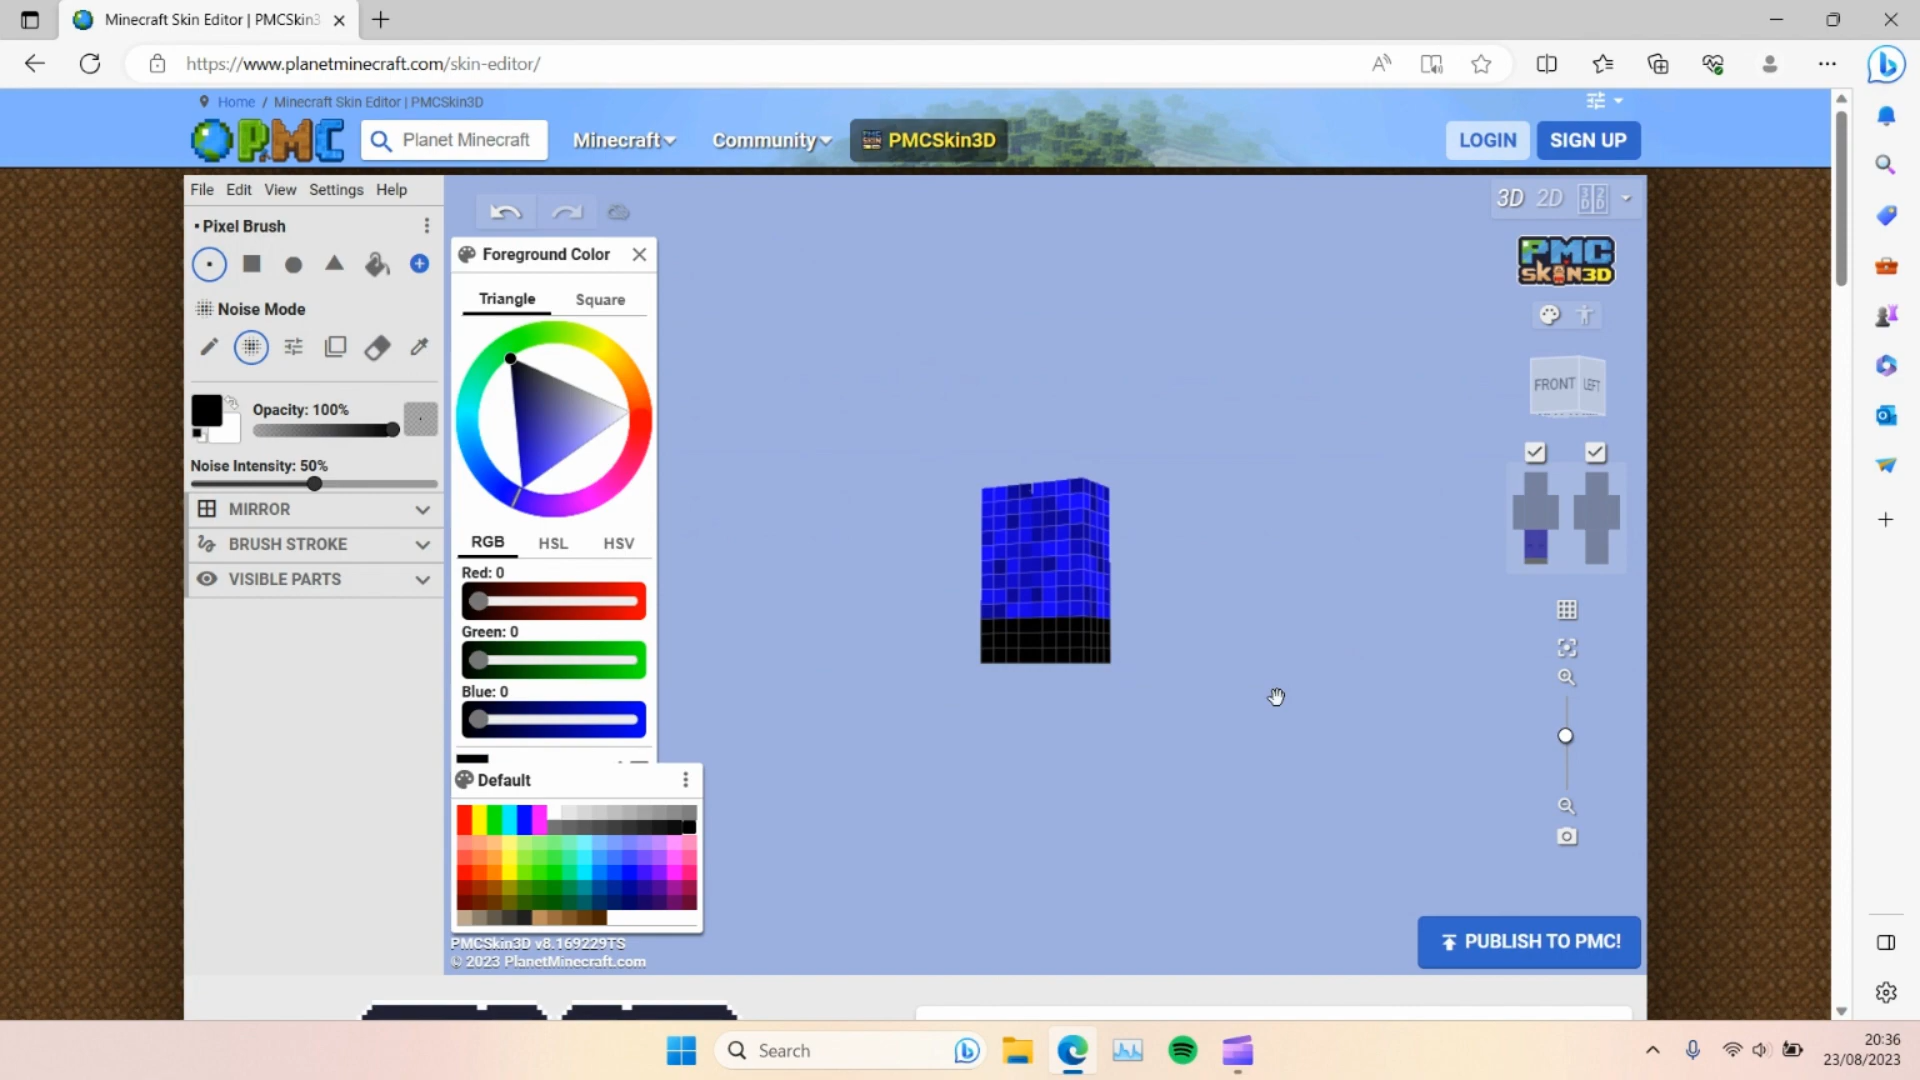 Minecraft Skin Editor | PMCSkin3
https://www.planetminecraft.com/skin-editor/
Home / Minecraft Skin Editor | PMCSkin3D
PMC
Planet Minecraft
Minecraft
Community
PMCSkin3D
LOGIN
SIGN UP
File Edit View Settings Help
Pixel Brush
Noise Mode
Opacity: 100%
Noise Intensity: 50%
MIRROR
BRUSH STROKE
VISIBLE PARTS
Foreground Color
Triangle Square
RGB HSL HSV
Red: 0
Green: 0
Blue: 0
Default
PMCSkin3D v8.169229TS
© 2023 PlanetMinecraft.com
3D 2D 3D 2D
PMC
SKIN3D
FRONT LEFT
PUBLISH TO PMC!
Search
20:36
23/08/2023